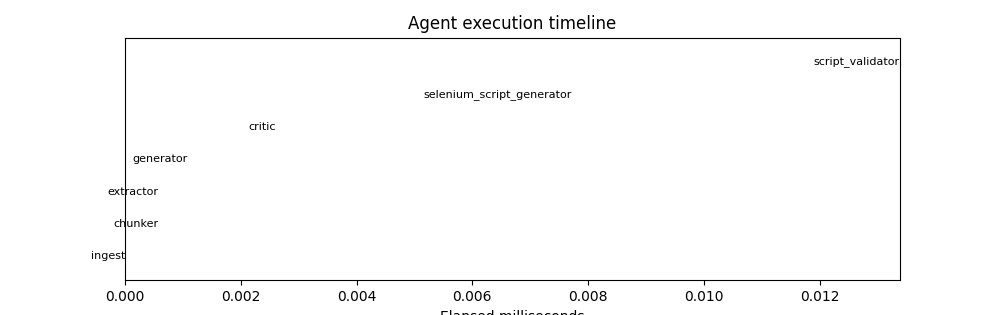 Agent execution timeline
script_validator
selenium_script_generator
critic
generator
extractor
chunker
ingest
0.000 0.002 0.004 0.006 0.008 0.010 0.012
Elapsed milliseconds